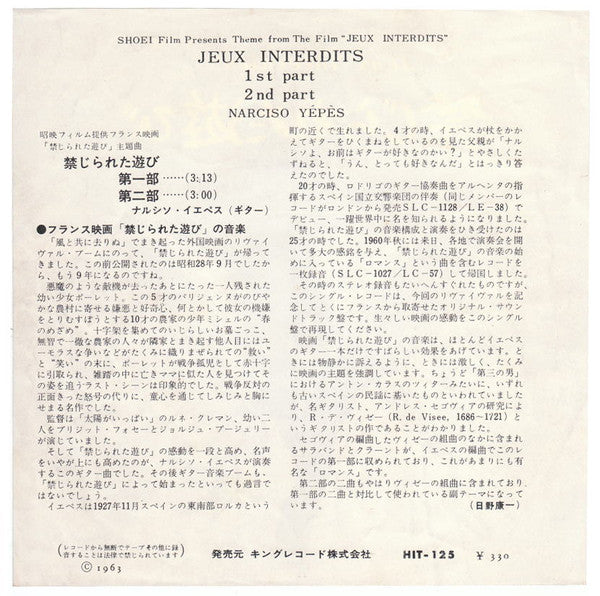 SHOEI Film Presents Theme from The Film "JEUX INTERDITS"
JEUX INTERDITS
1st part
2nd part
NARCISO YÉPÈS
昭映フィルム提供フランス映画
「禁じられた遊び」主題曲
禁じられた遊び
第一部……(3:13)
第二部……(3:00)
ナルシソ・イエペス(ギター)
●フランス映画「禁じられた遊び」の音楽
「風と共に去りぬ」でまき起った外国映画のリヴァイ
ヴァル・ブームにのって、「禁じられた遊び」が帰って
きました。この前公開されたのは昭和28年9月でしたか
ら、もう9年になるのですね。
悪魔のような敵機が去ったあとにたった一人残された
幼い少女ポーレット。この5才のパリジェンヌがのびや
かな農村に寄せる嫌悪と好奇心、何とかして彼女の機嫌
をとりむすぼうとする10才の農家の少年ミシェルの"春
のめざめ"。十字架を集めてのいじらしいお墓ごっこ、
無智で一徹な農家の人々が隣家とまき起す他人目にはユ
ーモラスな争いなどがたくみに織りまぜられての"救い"
と"笑い"の末に、ポーレットが戦争孤児として赤十字
に引取られ、雑踏の中に亡きママに似た人を見つけてそ
の姿を追うラスト・シーンは印象的でした。戦争反対の
正面きった怒号の代りに、童心を通じてしみじみと胸に
せまる名作でした。
監督は「太陽がいっぱい」のルネ・クレマン、幼い二
人をブリジット・フォセーとジョルジュ・プージェリー
が演じていました。
そして「禁じられた遊び」の感動を一段と高め、名声
をいやが上にも高めたのが、ナルシソ・イエペスが演奏す
るこのギター曲でした。その後ギター音楽ブームも、
「禁じられた遊び」によって始まったといっても過言で
はないでしょう。
イエペスは1927年11月スペインの東南部ロルカという
町の近くで生れました。4才の時、イエペスが杖をかか
えてギターをひくまねをしているのを見た父親が「ナル
シソよ、お前はギターが好きなのかい?」とやさしくた
ずねると、「うん、とっても好きなんだ」とはっきり答
えたのでした。
20才の時、ロドリゴのギター協奏曲をアルヘンタの指
揮するスペイン国立交響楽団の伴奏(同じメンバーのレ
コードがロンドンから発売SLC―1128/LE―38)で
デビュー、一躍世界中に名を知られるようになりました。
「禁じられた遊び」の音楽構成と演奏をひき受けたのは
25才の時でした。1960年秋には来日、各地で演奏会を開い
て多大の感銘を与え、「禁じられた遊び」の音楽の始
めに入っている「ロマンス」という曲を含むレコードを
一枚録音(SLC―1027/LC―57)して帰国しました。
その時のステレオ録音もたいへんすぐれたものですが、
このシングル・レコードは、今回のリヴァイヴァルを記
念してとくにフランスから取寄せたオリジナル・サウン
ドトラック盤です。生々しい映画の感動をこのシングル
盤で再現してください。
映画「禁じられた遊び」の音楽は、ほとんどイエペス
のギター一本だけですばらしい効果をあげています。と
きには物静かに訴えるように、ときには激しく、たくみ
に映画の主題を強調しています。ちょうど「第三の男」
におけるアントン・カラスのツィターみたいに。いずれ
も古いスペインの民謡に基いたものといわれていました
が、名ギタリスト、アンドレス・セゴヴィアの研究によ
り、R・デ・ヴィゼー(R. de Visee, 1686～1721)と
いうギタリストの作であることがわかりました。
セゴヴィアの編曲したヴィゼーの組曲のなかに含まれ
るサラバンドとクラーントが、イエペスの編曲でこのレ
コードの第一部に収められており、これがあまりにも有
名な「ロマンス」です。
第二部の二曲もやはりヴィゼーの組曲に含まれており、
第一部の二曲と対比して使われている副テーマになって
います。(日野康一)
(レコードから無断でテープその他に録
音することは法律で禁じられています)
© 1963
発売元 キングレコード株式会社 HIT-125 ￥330